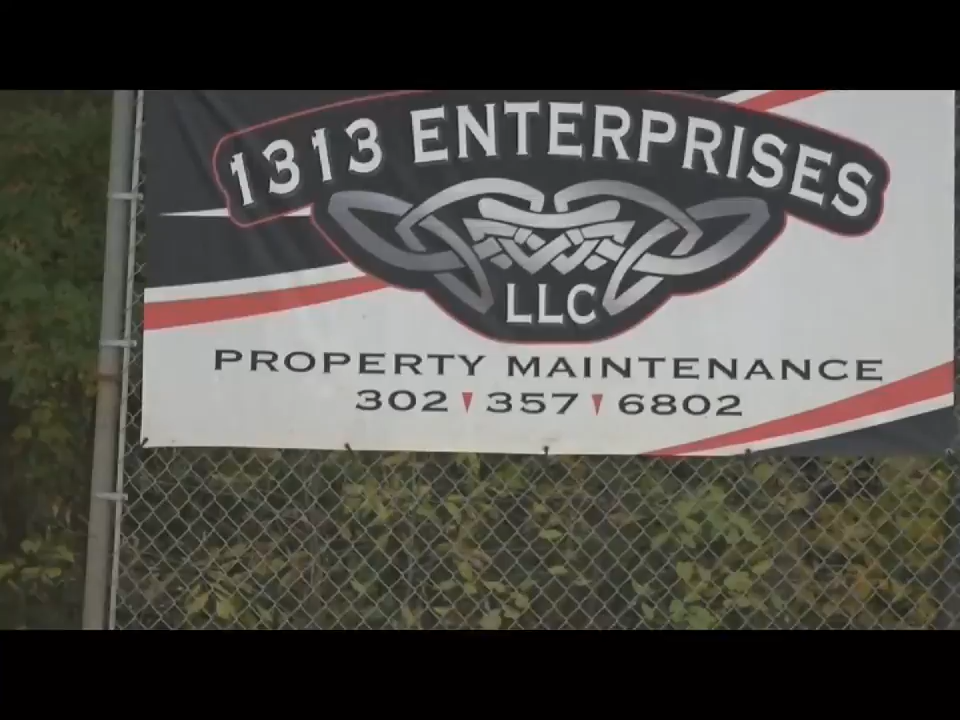 1313 ENTERPRISES
LLC
PROPERTY MAINTENANCE
302 357 6802